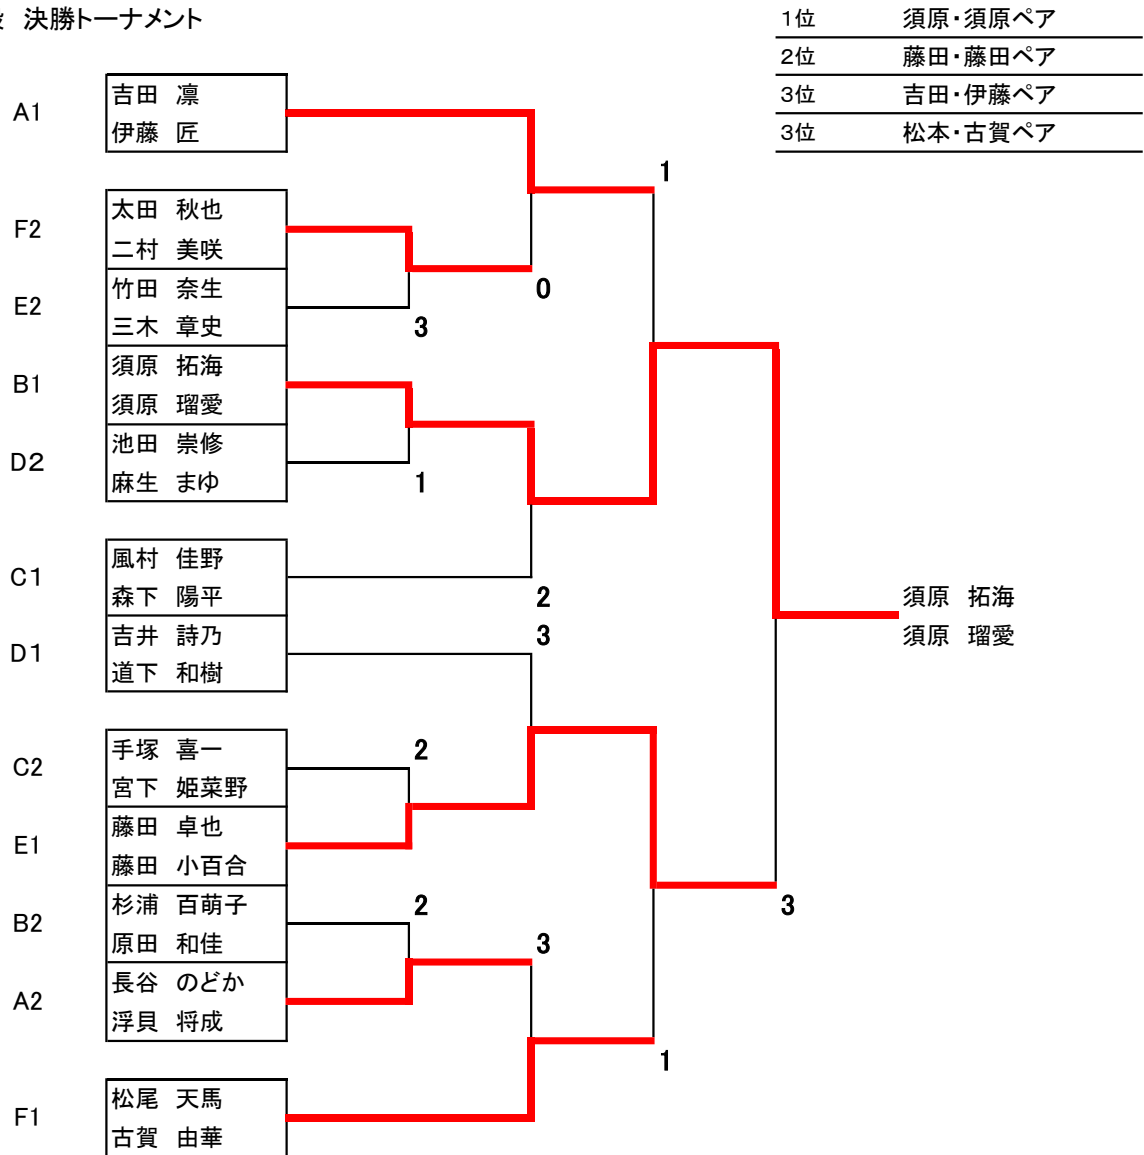 決勝トーナメント
1位 須原・須原ペア
2位 藤田・藤田ペア
3位 吉田・伊藤ペア
3位 松本・古賀ペア
A1
吉田 凛
伊藤 匠
1
F2
太田 秋也
二村 美咲
0
E2
竹田 奈生
三木 章史
3
B1
須原 拓海
須原 瑠愛
D2
池田 崇修
麻生 まゆ
1
C1
風村 佳野
森下 陽平
2
須原 拓海
須原 瑠愛
D1
吉井 詩乃
道下 和樹
3
C2
手塚 喜一
宮下 姫菜野
2
E1
藤田 卓也
藤田 小百合
B2
杉浦 百萌子
原田 和佳
2
3
3
A2
長谷 のどか
浮貝 将成
1
F1
松尾 天馬
古賀 由華